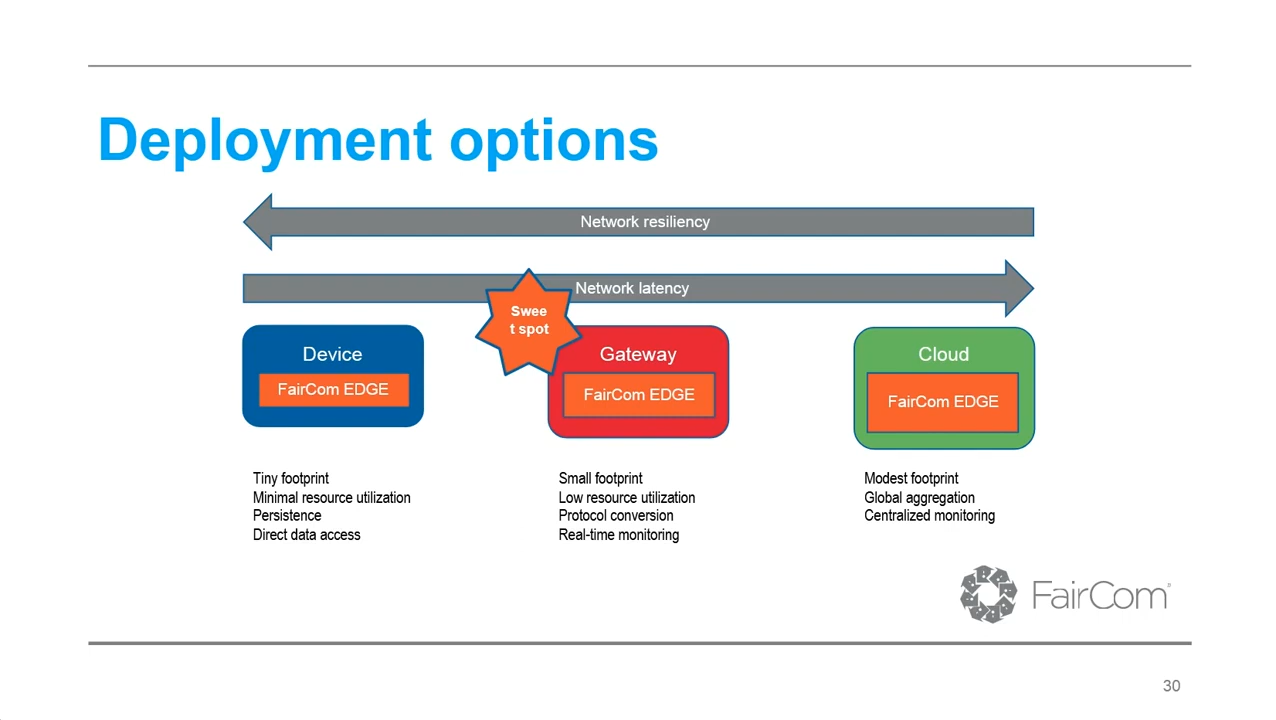 Deployment options
Network resiliency
Network latency
Swee
t spot
Device
FairCom EDGE
Gateway
FairCom EDGE
Cloud
FairCom EDGE
Tiny footprint
Minimal resource utilization
Persistence
Direct data access
Small footprint
Low resource utilization
Protocol conversion
Real-time monitoring
Modest footprint
Global aggregation
Centralized monitoring
FairCom®
30